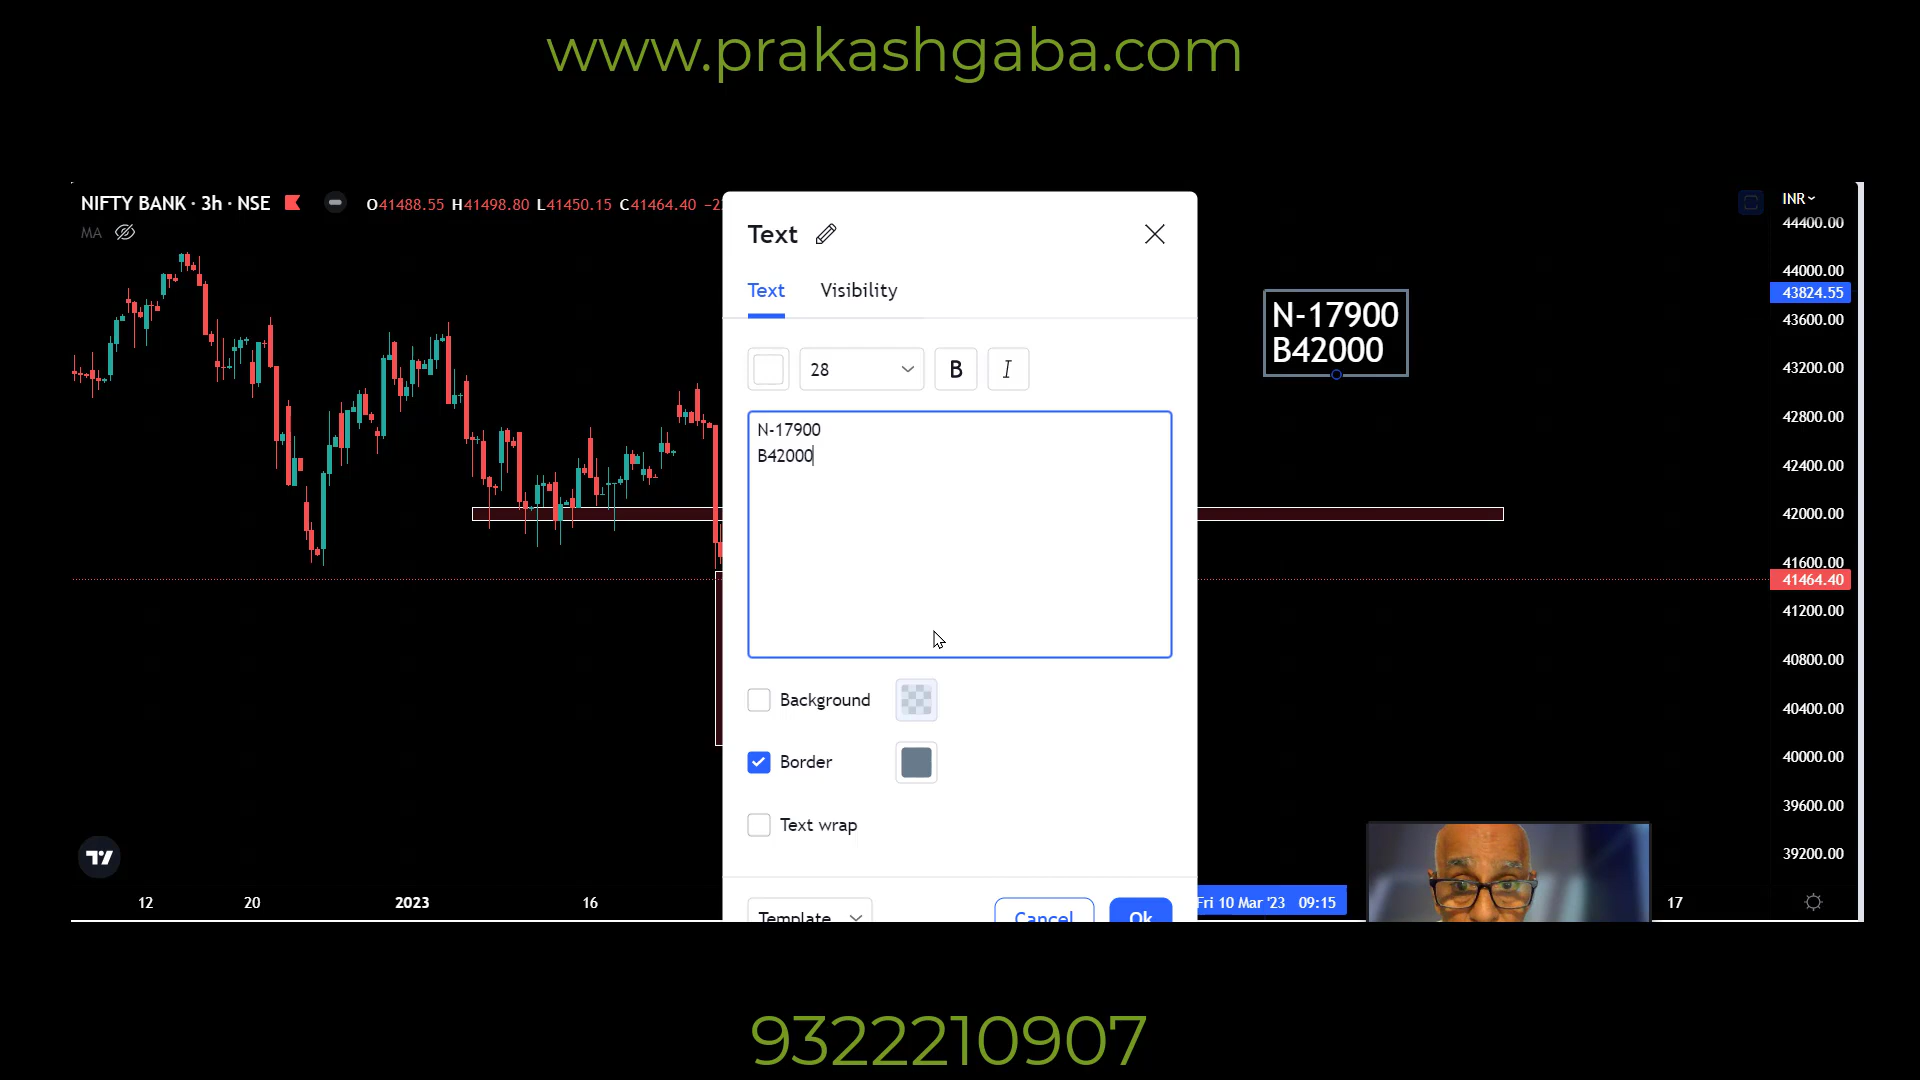 www.prakashgaba.com
NIFTY BANK · 3h · NSE
O41488.55 H41498.80 L41450.15 C41464.40
MA
INR
44400.00
44000.00
43824.55
43600.00
43200.00
42800.00
42400.00
42000.00
41600.00
41464.40
41200.00
40800.00
40400.00
40000.00
39600.00
39200.00
Text
Text Visibility
28 B I
N-17900
B42000
Background
Border
Text wrap
Template Cancel Ok
N-17900
B42000
12 20 2023 16 Fri 10 Mar '23 09:15 17
9322210907